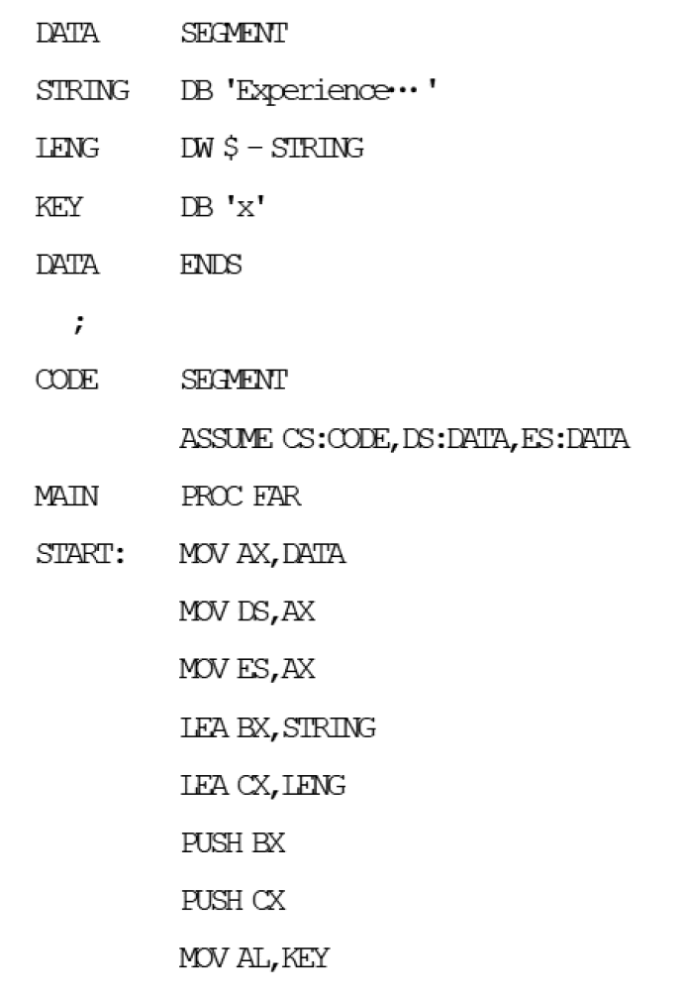 DATA SEGMENT
STRING DB 'Experience…'
LENG DW $-STRING
KEY DB 'x'
DATA ENDS
;
CODE SEGMENT
ASSUME CS:CODE,DS:DATA,ES:DATA
MAIN PROC FAR
START: MOV AX,DATA
MOV DS,AX
MOV ES,AX
LEA BX,STRING
LEA CX,LENG
PUSH BX
PUSH CX
MOV AL,KEY